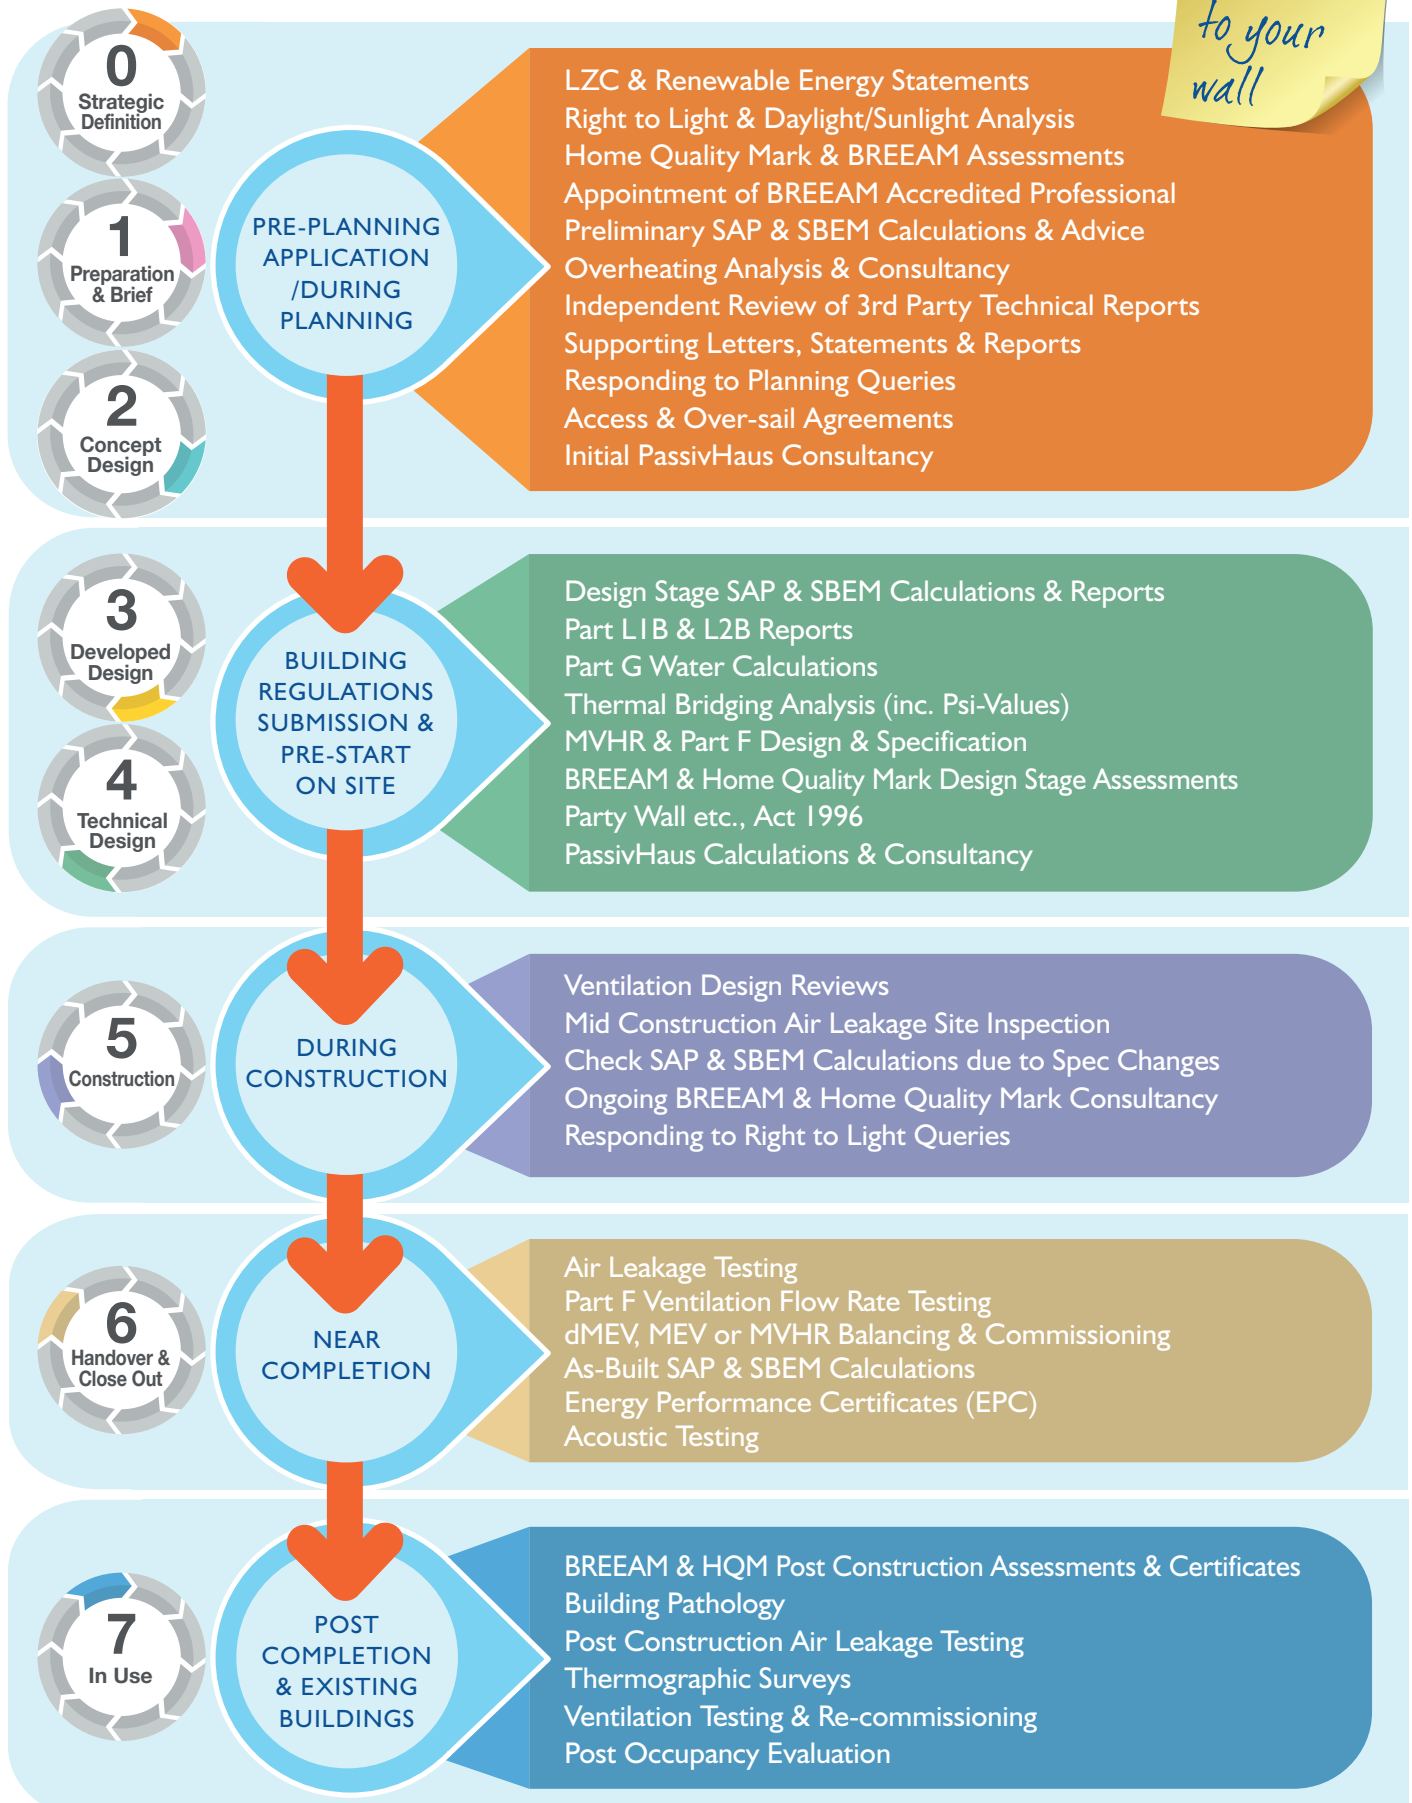 to your
wall
0
Strategic
Definition
1
Preparation
& Brief
2
Concept
Design
PRE-PLANNING
APPLICATION
/DURING
PLANNING
LZC & Renewable Energy Statements
Right to Light & Daylight/Sunlight Analysis
Home Quality Mark & BREEAM Assessments
Appointment of BREEAM Accredited Professional
Preliminary SAP & SBEM Calculations & Advice
Overheating Analysis & Consultancy
Independent Review of 3rd Party Technical Reports
Supporting Letters, Statements & Reports
Responding to Planning Queries
Access & Over-sail Agreements
Initial PassivHaus Consultancy
3
Developed
Design
4
Technical
Design
BUILDING
REGULATIONS
SUBMISSION &
PRE-START
ON SITE
Design Stage SAP & SBEM Calculations & Reports
Part L1B & L2B Reports
Part G Water Calculations
Thermal Bridging Analysis (inc. Psi-Values)
MVHR & Part F Design & Specification
BREEAM & Home Quality Mark Design Stage Assessments
Party Wall etc., Act 1996
PassivHaus Calculations & Consultancy
5
Construction
DURING
CONSTRUCTION
Ventilation Design Reviews
Mid Construction Air Leakage Site Inspection
Check SAP & SBEM Calculations due to Spec Changes
Ongoing BREEAM & Home Quality Mark Consultancy
Responding to Right to Light Queries
6
Handover &
Close Out
NEAR
COMPLETION
Air Leakage Testing
Part F Ventilation Flow Rate Testing
dMEV, MEV or MVHR Balancing & Commissioning
As-Built SAP & SBEM Calculations
Energy Performance Certificates (EPC)
Acoustic Testing
7
In Use
POST
COMPLETION
& EXISTING
BUILDINGS
BREEAM & HQM Post Construction Assessments & Certificates
Building Pathology
Post Construction Air Leakage Testing
Thermographic Surveys
Ventilation Testing & Re-commissioning
Post Occupancy Evaluation